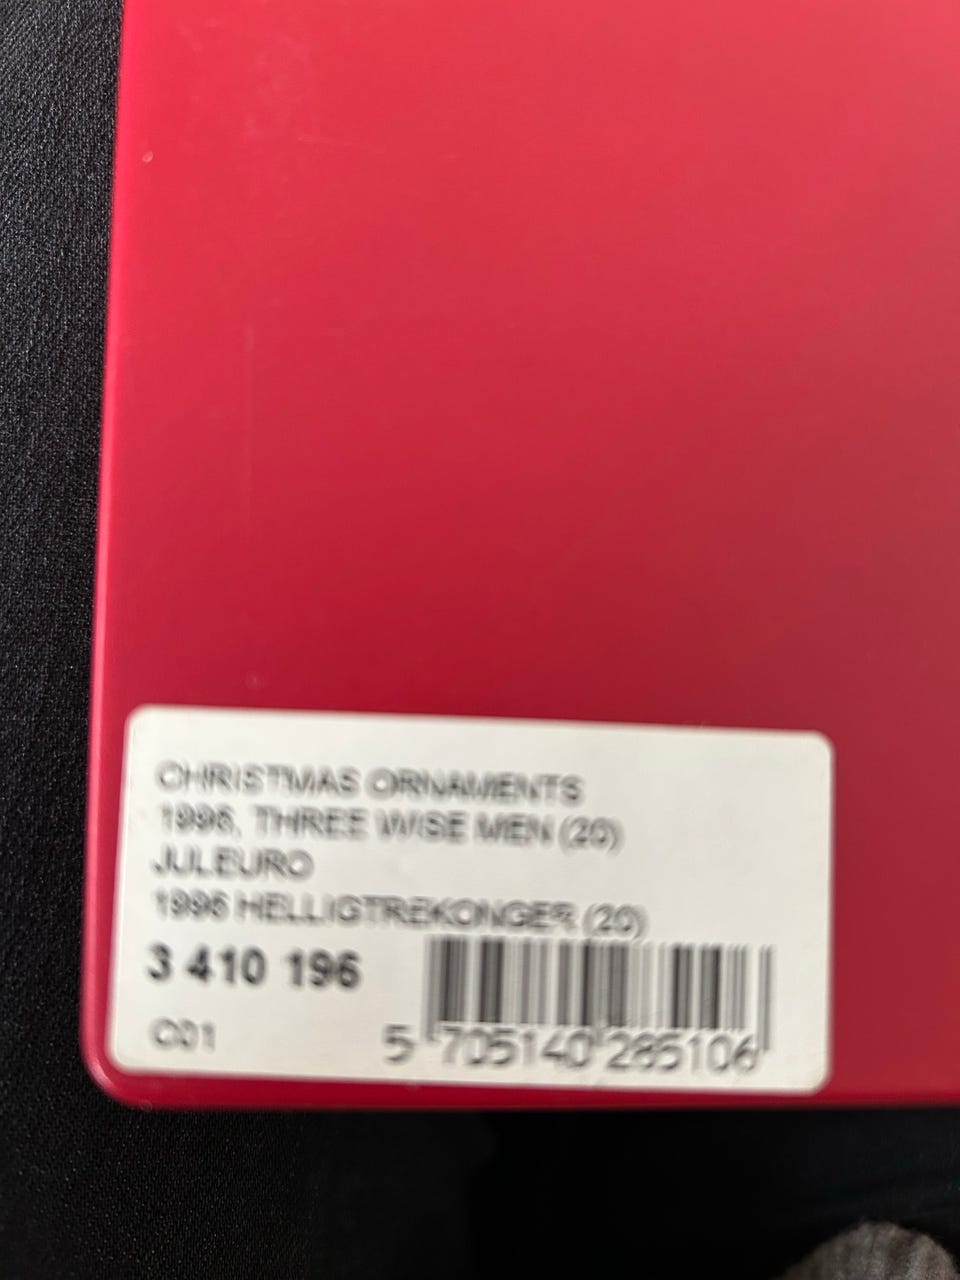 CHRISTMAS ORNAMENTS
1996, THREE WISE MEN (20)
JULEURO
1996 HELLIGTREKONGER (20)
3 410 196
C01
5 705140 285106